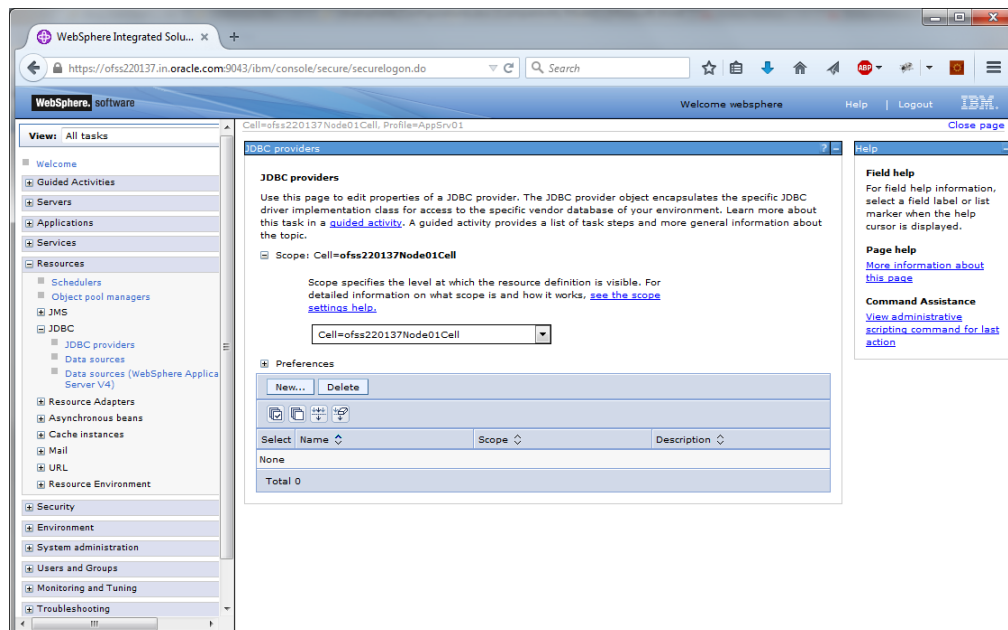 WebSphere Integrated Solu... × +
https://ofss220137.in.oracle.com:9043/ibm/console/secure/securelogon.do
Search
ABP
WebSphere. software
Welcome websphere
Help | Logout
IBM.
View: All tasks
Cell=ofss220137Node01Cell, Profile=AppSrv01
Close page
Welcome
Guided Activities
Servers
Applications
Services
Resources
Schedulers
Object pool managers
JMS
JDBC
JDBC providers
Data sources
Data sources (WebSphere Applica
Server V4)
Resource Adapters
Asynchronous beans
Cache instances
Mail
URL
Resource Environment
Security
Environment
System administration
Users and Groups
Monitoring and Tuning
Troubleshooting
JDBC providers
? –
JDBC providers
Use this page to edit properties of a JDBC provider. The JDBC provider object encapsulates the specific JDBC
driver implementation class for access to the specific vendor database of your environment. Learn more about
this task in a guided activity. A guided activity provides a list of task steps and more general information about
the topic.
Scope: Cell=ofss220137Node01Cell
Scope specifies the level at which the resource definition is visible. For
detailed information on what scope is and how it works, see the scope
settings help.
Cell=ofss220137Node01Cell
Preferences
New... Delete
Select Name Scope Description
None
Total 0
Help
Field help
For field help information,
select a field label or list
marker when the help
cursor is displayed.
Page help
More information about
this page
Command Assistance
View administrative
scripting command for last
action